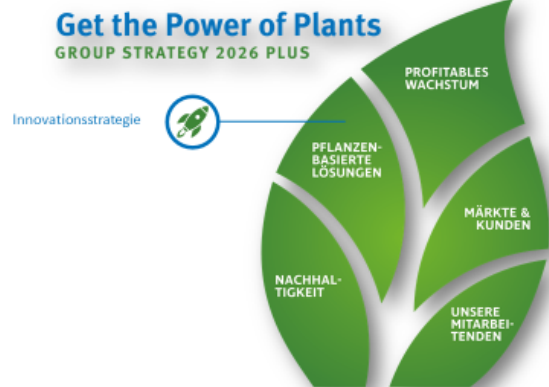 Get the Power of Plants
GROUP STRATEGY 2026 PLUS
PROFITABLES
WACHSTUM
Innovationsstrategie
PFLANZEN-
BASIERTE
LÖSUNGEN
MÄRKTE &
KUNDEN
NACHHAL-
TIGKEIT
UNSERE
MITARBEI-
TENDEN